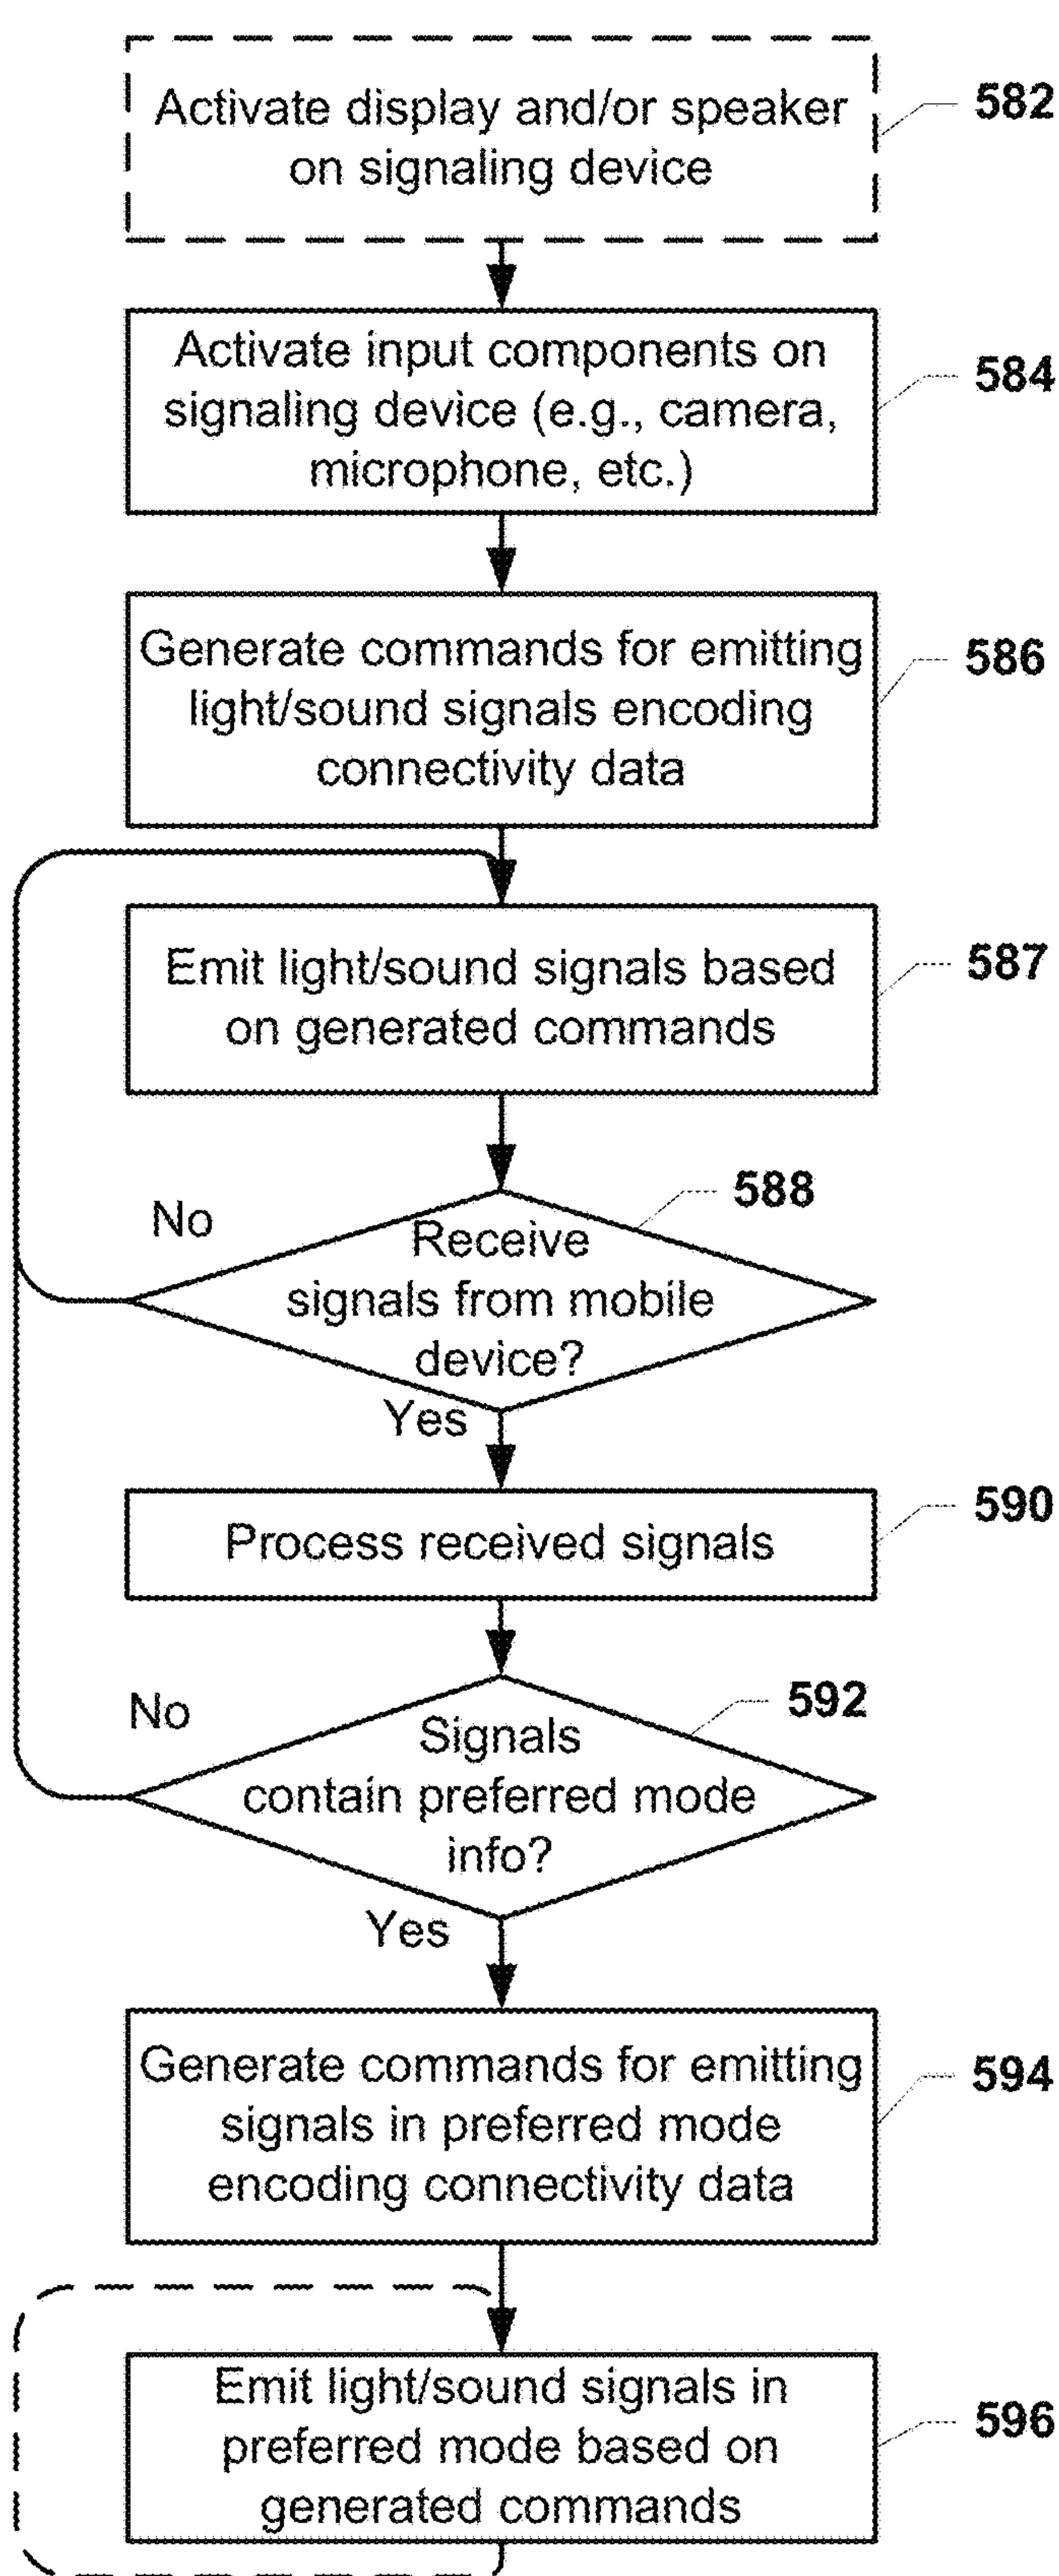 Activate display and/or speaker
on signaling device
582
Activate input components on
signaling device (e.g., camera,
microphone, etc.)
584
Generate commands for emitting
light/sound signals encoding
connectivity data
586
Emit light/sound signals based
on generated commands
587
588
No
Receive
signals from mobile
device?
Yes
Process received signals
590
592
No
Signals
contain preferred mode
info?
Yes
Generate commands for emitting
signals in preferred mode
encoding connectivity data
594
Emit light/sound signals in
preferred mode based on
generated commands
596